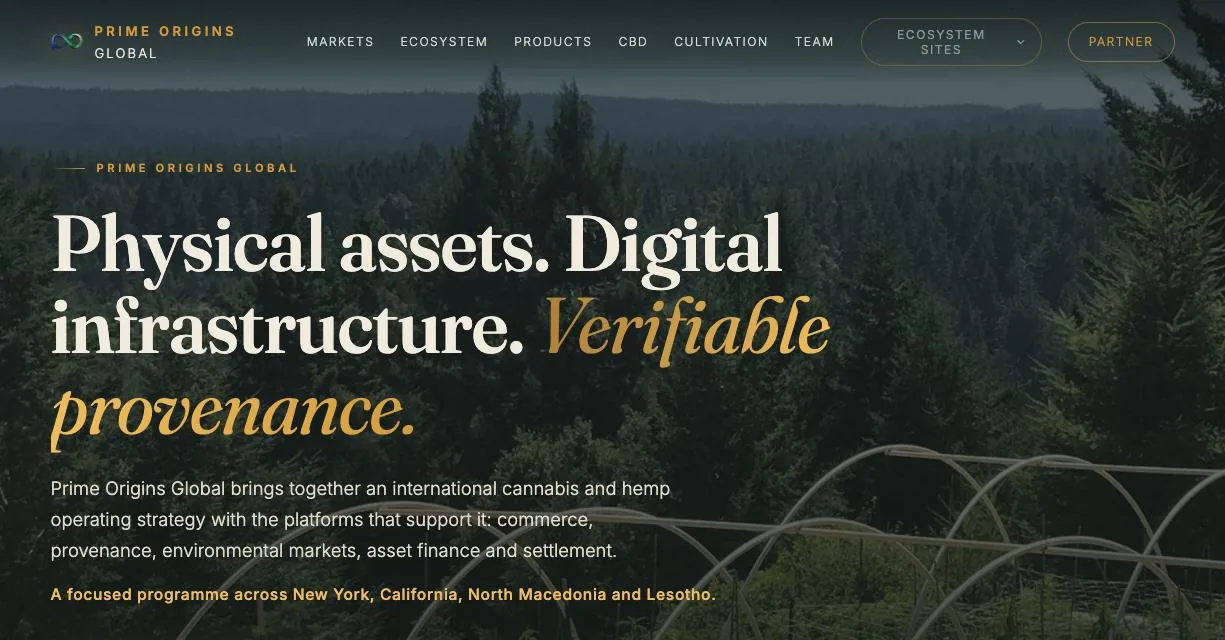 PRIME ORIGINS
GLOBAL
MARKETS ECOSYSTEM PRODUCTS CBD CULTIVATION TEAM
ECOSYSTEM
SITES
PARTNER
PRIME ORIGINS GLOBAL
Physical assets. Digital
infrastructure. Verifiable
provenance.
Prime Origins Global brings together an international cannabis and hemp
operating strategy with the platforms that support it: commerce,
provenance, environmental markets, asset finance and settlement.
A focused programme across New York, California, North Macedonia and Lesotho.